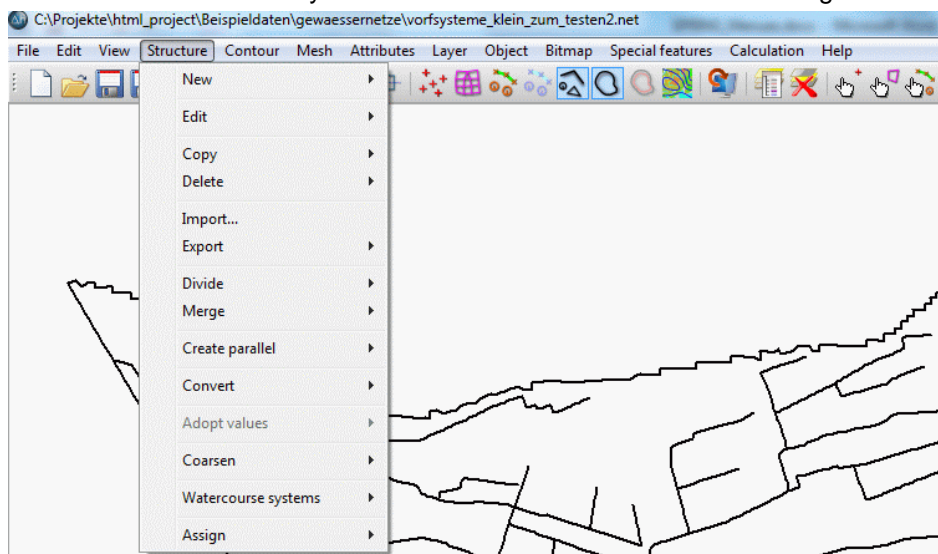 C:\Projekte\html_project\Beispieldaten\gewaessernetze\vorfsysteme_klein_zum_testen2.net
File Edit View Structure Contour Mesh Attributes Layer Object Bitmap Special features Calculation Help
New
Edit
Copy
Delete
Import...
Export
Divide
Merge
Create parallel
Convert
Adopt values
Coarsen
Watercourse systems
Assign